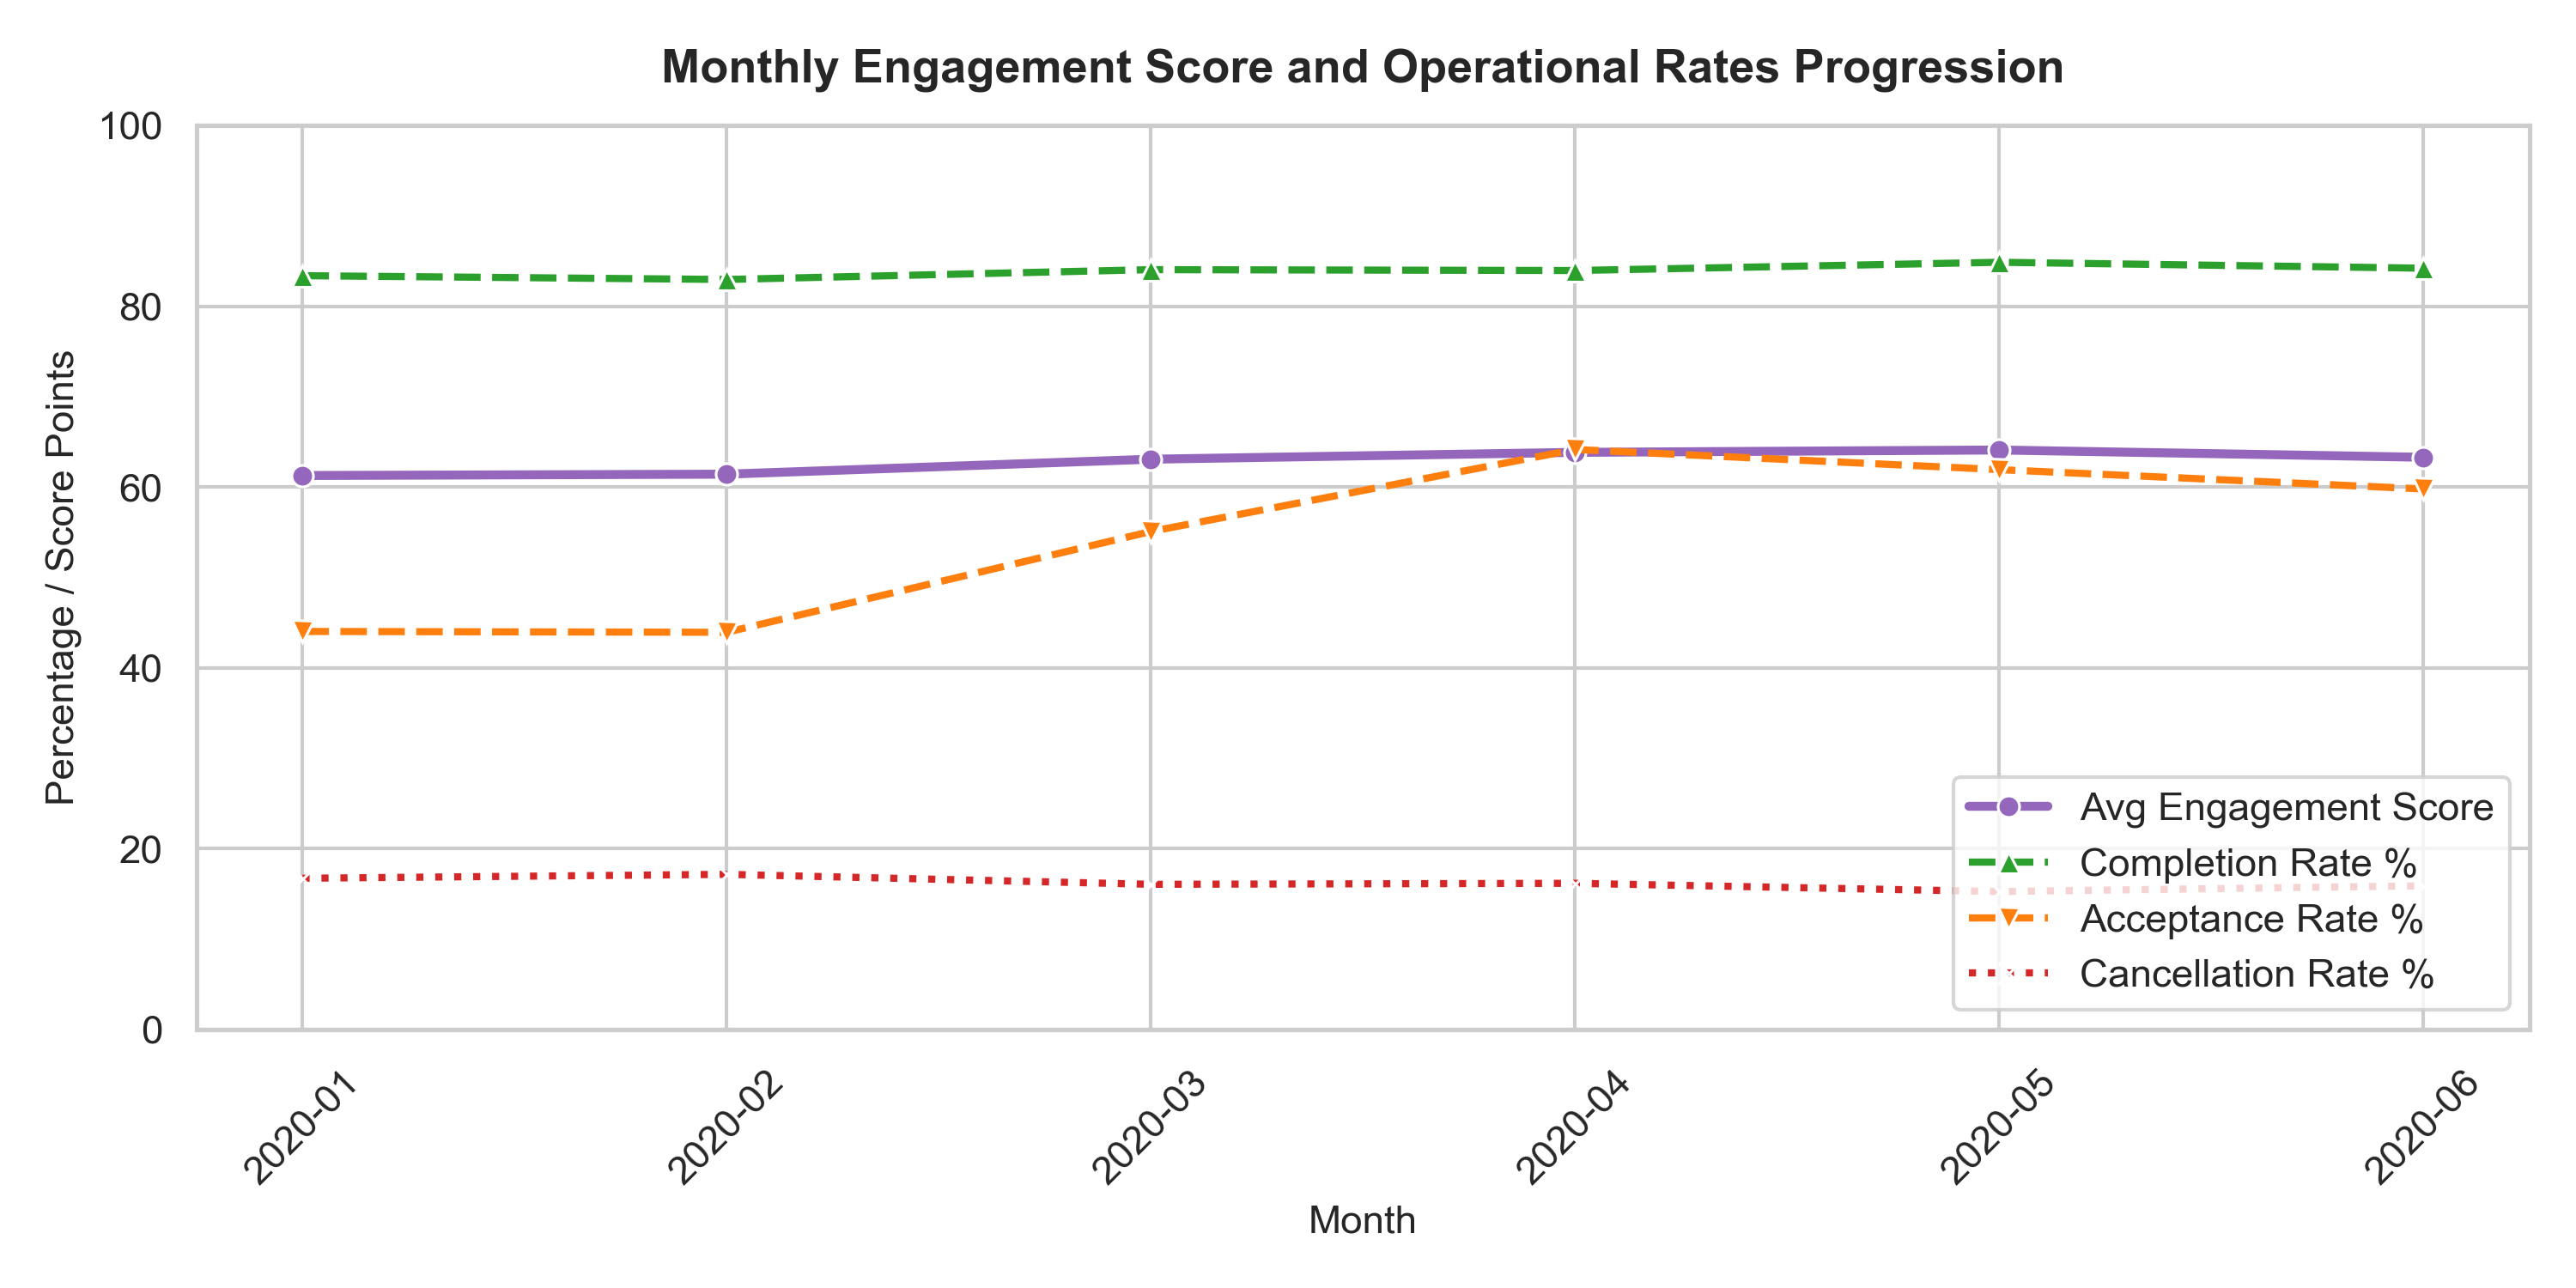 Monthly Engagement Score and Operational Rates Progression
100
80
60
40
20
0
Percentage / Score Points
Avg Engagement Score
Completion Rate %
Acceptance Rate %
Cancellation Rate %
2020-01
2020-02
2020-03
2020-04
2020-05
2020-06
Month